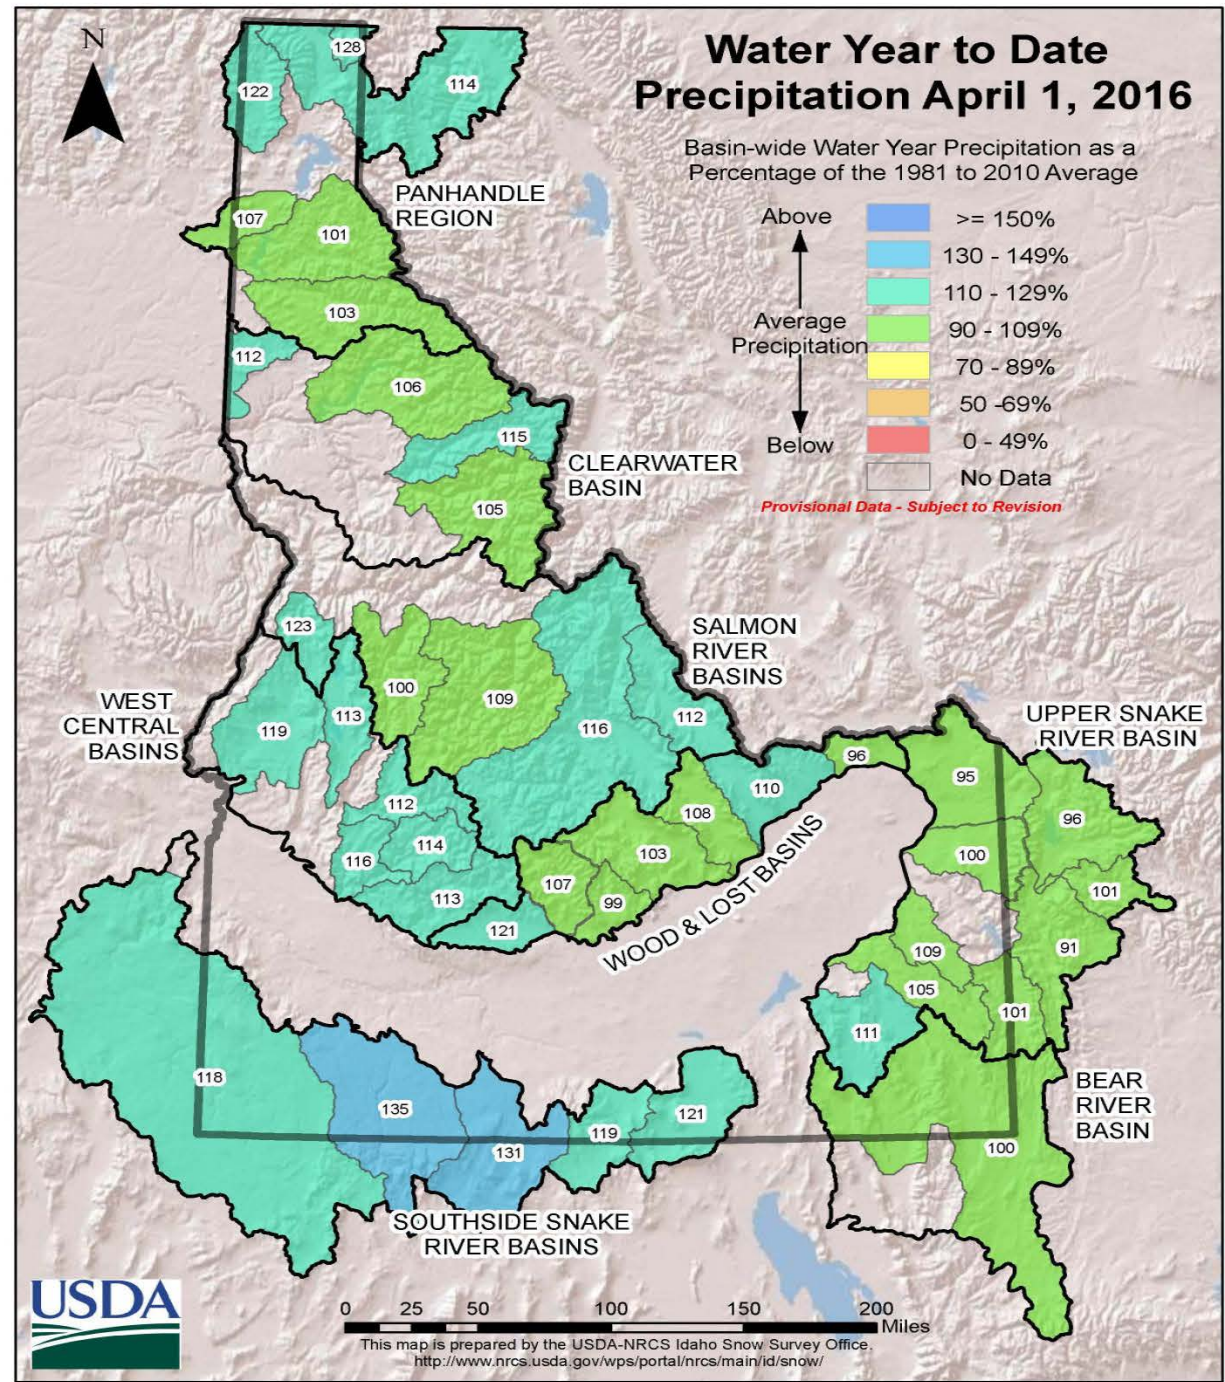 N
Water Year to Date
Precipitation April 1, 2016
Basin-wide Water Year Precipitation as a
Percentage of the 1981 to 2010 Average
Above
>= 150%
130 - 149%
110 - 129%
Average
Precipitation
90 - 109%
70 - 89%
50 -69%
Below
0 - 49%
No Data
Provisional Data - Subject to Revision
128
122
114
PANHANDLE
REGION
107
101
103
112
106
115
CLEARWATER
BASIN
105
123
SALMON
RIVER
BASINS
WEST
CENTRAL
BASINS
100
109
113
119
116
112
UPPER SNAKE
RIVER BASIN
96
95
110
112
108
96
114
116
103
100
107
113
99
101
121
WOOD & LOST BASINS
109
91
105
101
111
118
135
121
119
131
BEAR
RIVER
BASIN
100
SOUTHSIDE SNAKE
RIVER BASINS
USDA
0 25 50 100 150 200
Miles
This map is prepared by the USDA-NRCS Idaho Snow Survey Office.
http://www.nrcs.usda.gov/wps/portal/nrcs/main/id/snow/